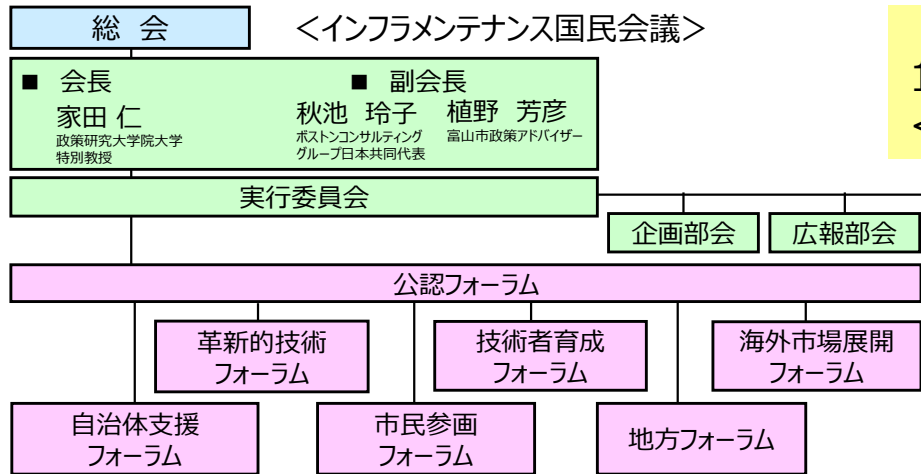 総 会
<インフラメンテナンス国民会議>
■ 会長
家田 仁
政策研究大学院大学
特別教授
■ 副会長
秋池 玲子
ボストンコンサルティング
グループ日本共同代表
植野 芳彦
富山市政策アドバイザー
実行委員会
企画部会
広報部会
公認フォーラム
革新的技術
フォーラム
技術者育成
フォーラム
海外市場展開
フォーラム
自治体支援
フォーラム
市民参画
フォーラム
地方フォーラム